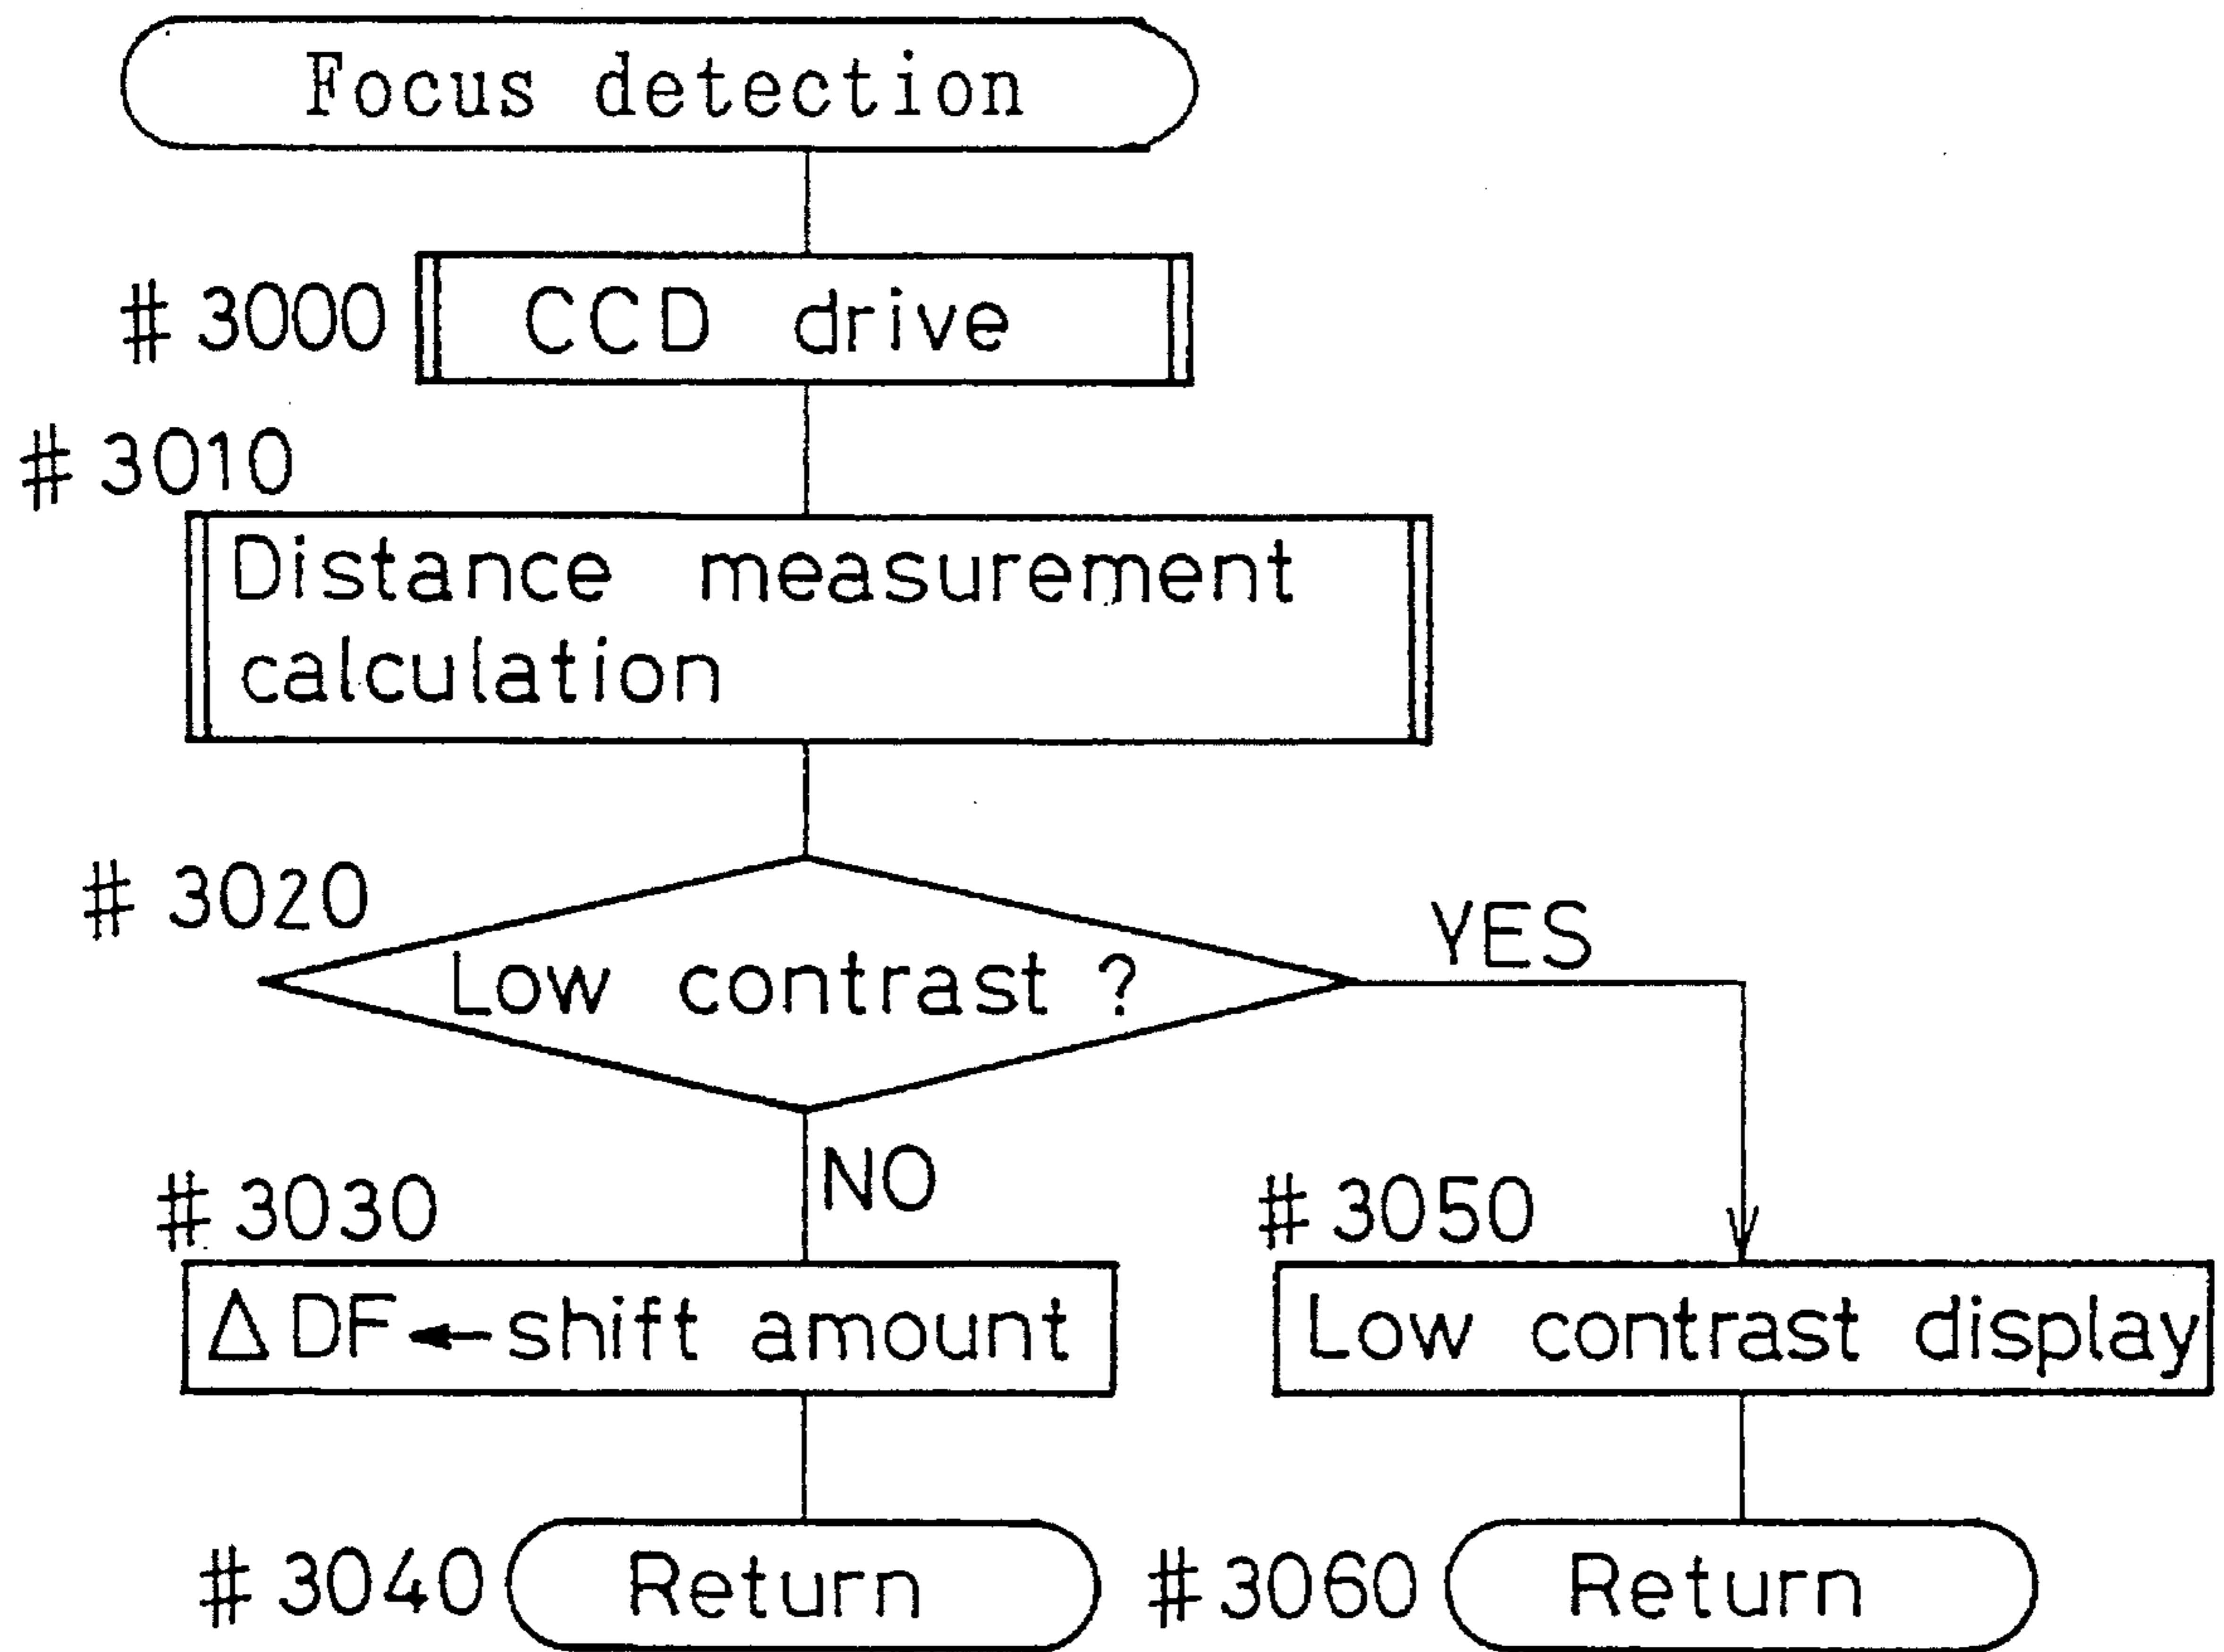 Focus detection
# 3000
CCD drive
# 3010
Distance measurement
calculation
# 3020
Low contrast ?
YES
NO
# 3030
ΔDF←shift amount
# 3050
Low contrast display
# 3040
Return
# 3060
Return